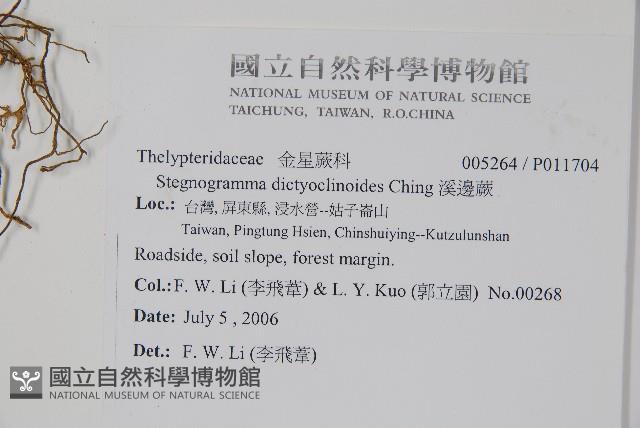 國立自然科學博物館
NATIONAL MUSEUM OF NATURAL SCIENCE
TAICHUNG, TAIWAN, R.O.CHINA
Thelypteridaceae 金星蕨科 005264 / P011704
Stegnogramma dictyoclinoides Ching 溪邊蕨
Loc.: 台灣, 屏東縣, 浸水營--姑子崙山
Taiwan, Pingtung Hsien, Chinshuiying--Kutzulunshan
Roadside, soil slope, forest margin.
Col.: F. W. Li (李飛葦) & L. Y. Kuo (郭立園) No.00268
Date: July 5 , 2006
Det.: F. W. Li (李飛葦)
國立自然科學博物館
NATIONAL MUSEUM OF NATURAL SCIENCE